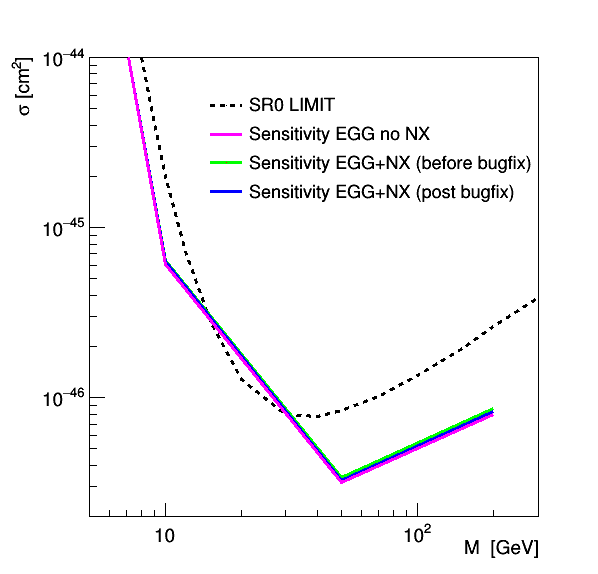 σ [cm²]
10⁻⁴⁴
SR0 LIMIT
Sensitivity EGG no NX
Sensitivity EGG+NX (before bugfix)
Sensitivity EGG+NX (post bugfix)
10⁻⁴⁵
10⁻⁴⁶
10
10²
M [GeV]